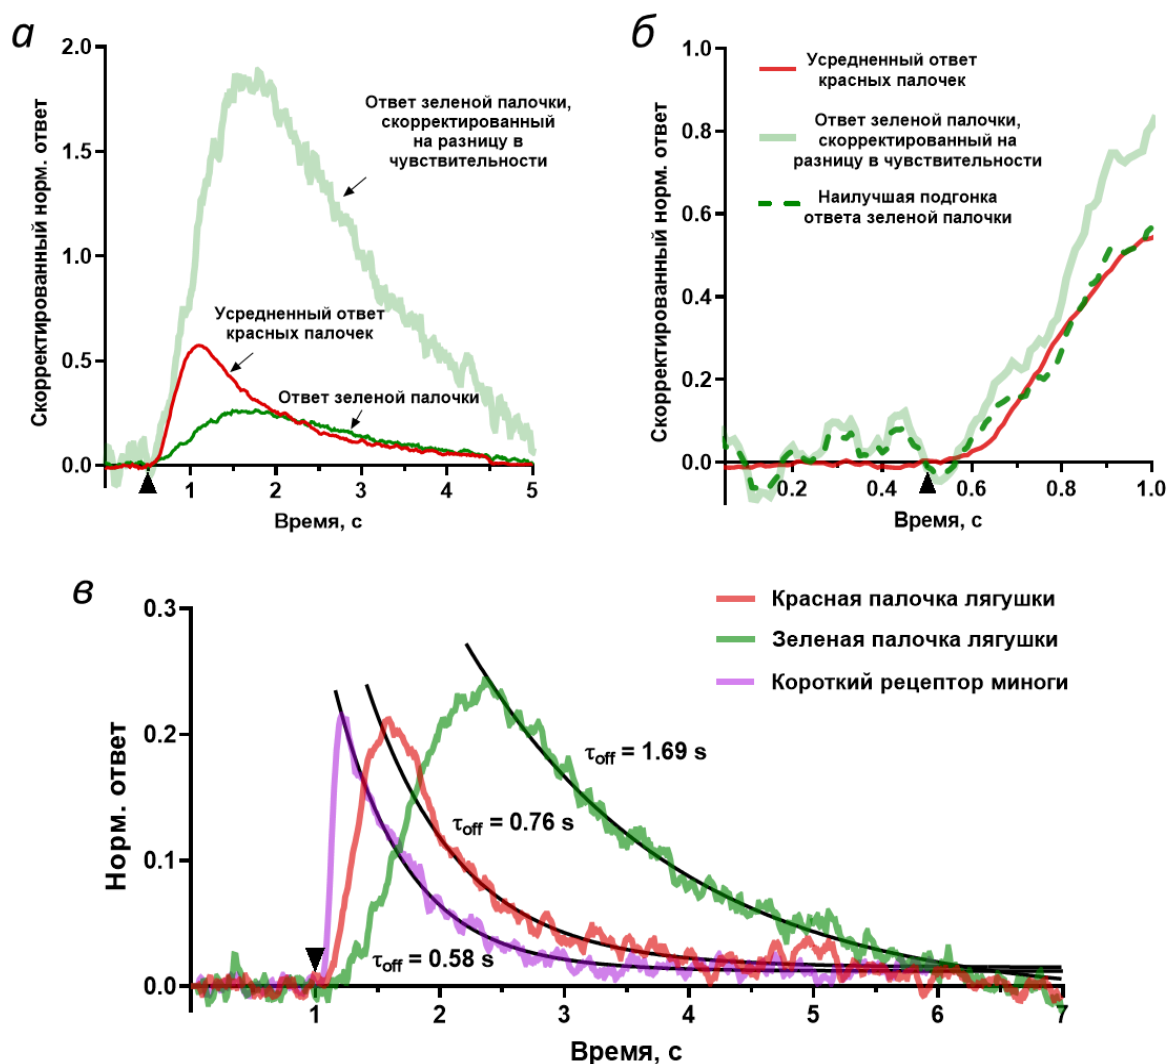 а
Скорректированный норм. ответ
2.0
1.5
1.0
0.5
0.0
Ответ зеленой палочки,
скорректированный
на разницу в
чувствительности
Усредненный ответ
красных палочек
Ответ зеленой палочки
1
2
3
4
5
Время, с
б
Скорректированный норм. ответ
1.0
0.8
0.6
0.4
0.2
0.0
Усредненный ответ
красных палочек
Ответ зеленой палочки,
скорректированный на
разницу в чувствительности
Наилучшая подгонка
ответа зеленой палочки
0.2
0.4
0.6
0.8
1.0
Время, с
в
Норм. ответ
0.3
0.2
0.1
0.0
Красная палочка лягушки
Зеленая палочка лягушки
Короткий рецептор миноги
τoff = 1.69 s
τoff = 0.76 s
τoff = 0.58 s
1
2
3
4
5
6
7
Время, с